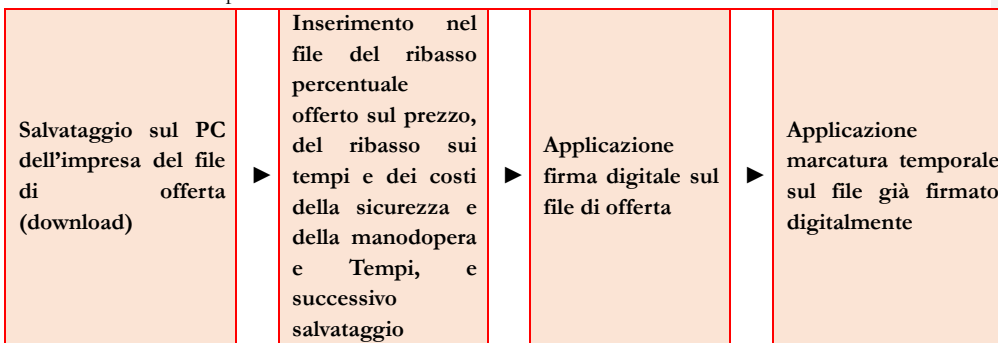 Salvataggio sul PC
dell'impresa del file
di offerta
(download)
►
Inserimento nel
file del ribasso
percentuale
offerto sul prezzo,
del ribasso sui
tempi e dei costi
della sicurezza e
della manodopera
e Tempi, e
successivo
salvataggio
►
Applicazione
firma digitale sul
file di offerta
►
Applicazione
marcatura temporale
sul file già firmato
digitalmente